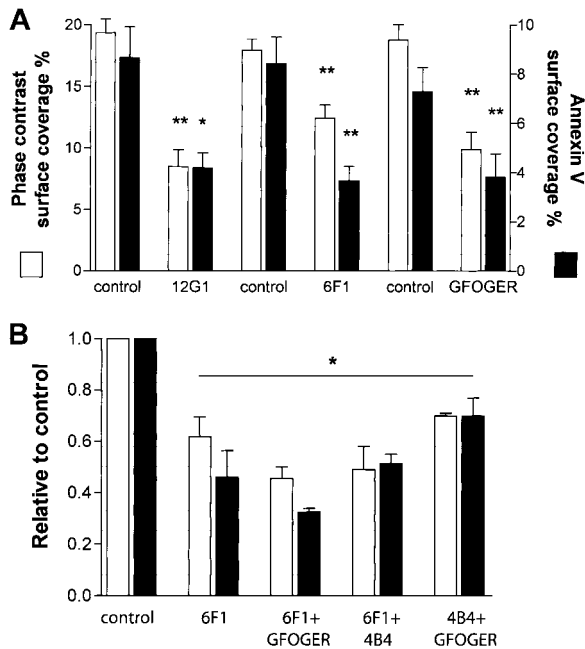 A
Phase contrast
surface coverage %
20
15
10
5
0
** *
** **
** **
10
8
6
4
2
0
Annexin V
surface coverage %
control 12G1 control 6F1 control GFOGER
B
Relative to control
1.0
0.8
0.6
0.4
0.2
0.0
*
control 6F1 6F1+ 6F1+ 4B4+
GFOGER 4B4 GFOGER